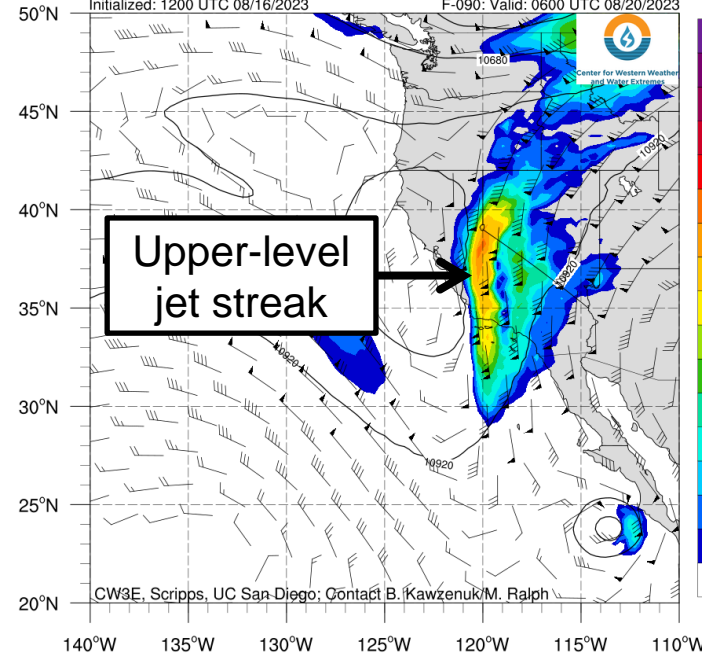 Initialized: 1200 UTC 08/16/2023
F-090: Valid: 0600 UTC 08/20/2023
50°N
Center for Western Weather
and Water Extremes
10680
45°N
10920
40°N
Upper-level
jet streak
10920
35°N
10920
30°N
10920
25°N
CW3E, Scripps, UC San Diego; Contact B. Kawzenuk/M. Ralph
20°N
140°W
135°W
130°W
125°W
120°W
115°W
110°W